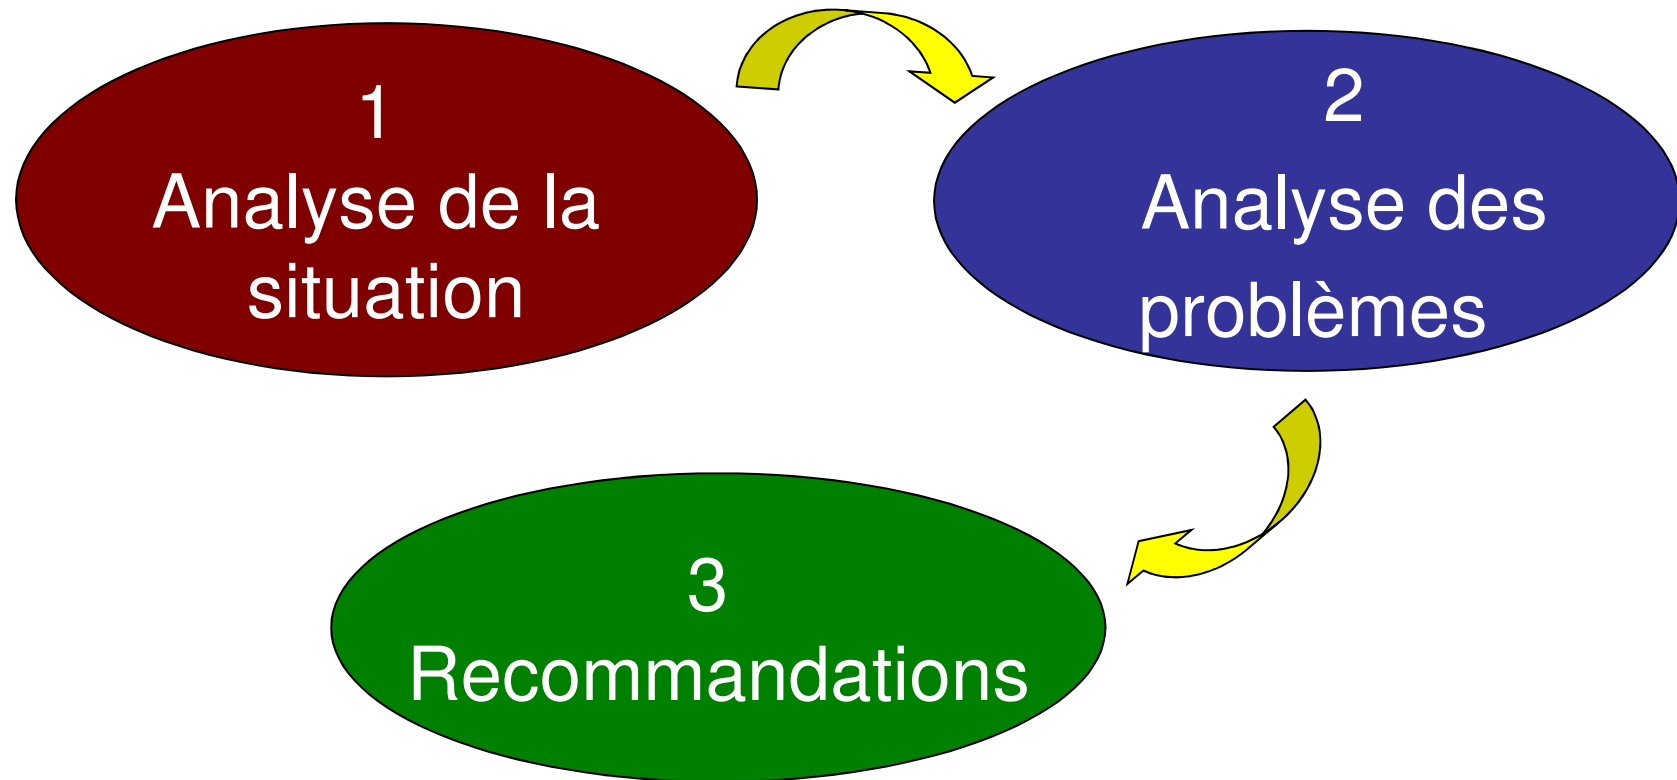 1
Analyse de la
situation
2
Analyse des
problèmes
3
Recommandations